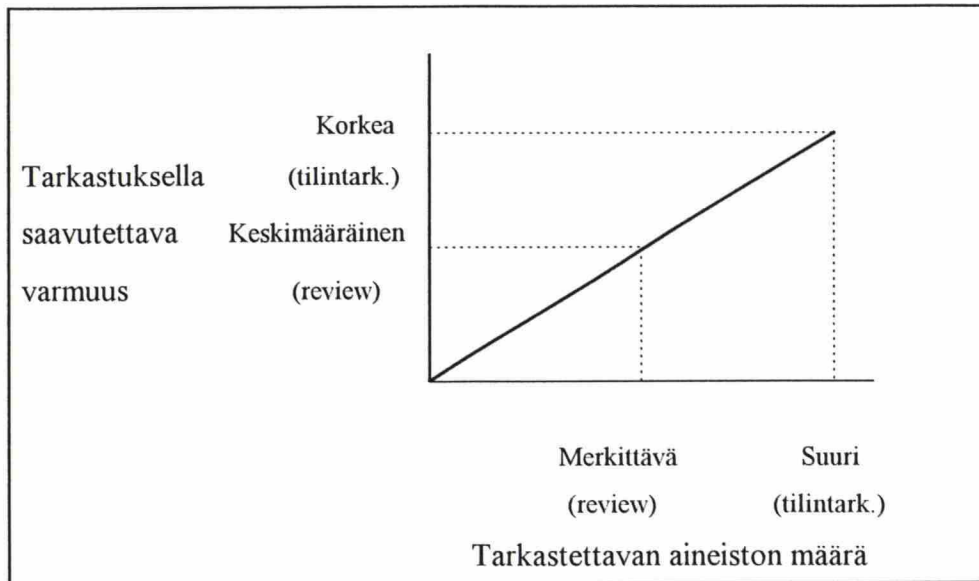 Korkea
Tarkastuksella (tilintark.)
saavutettava Keskimääräinen
varmuus (review)
Merkittävä Suuri
(review) (tilintark.)
Tarkastettavan aineiston määrä